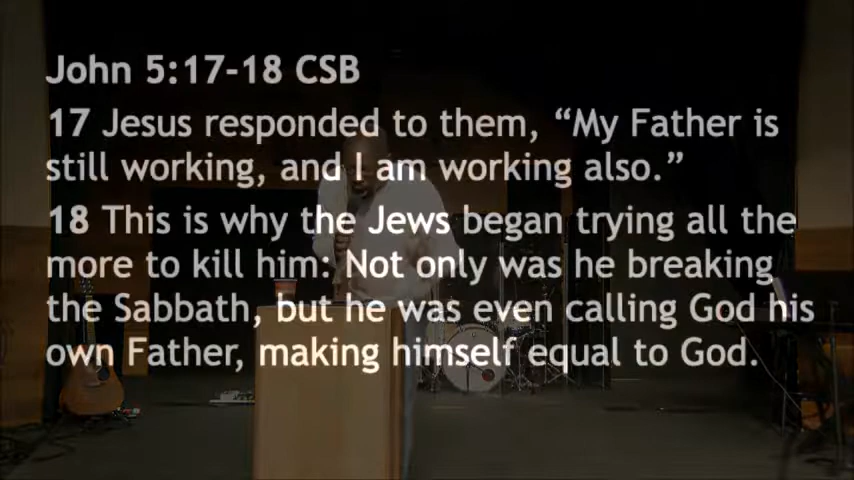 John 5:17-18 CSB
17 Jesus responded to them, “My Father is
still working, and I am working also.”
18 This is why the Jews began trying all the
more to kill him: Not only was he breaking
the Sabbath, but he was even calling God his
own Father, making himself equal to God.